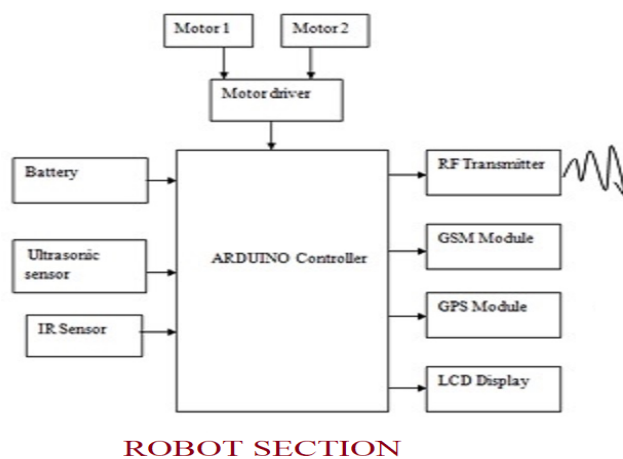 Motor 1
Motor 2
Motor driver
Battery
Ultrasonic
sensor
IR Sensor
ARDUINO Controller
RF Transmitter
GSM Module
GPS Module
LCD Display
ROBOT SECTION